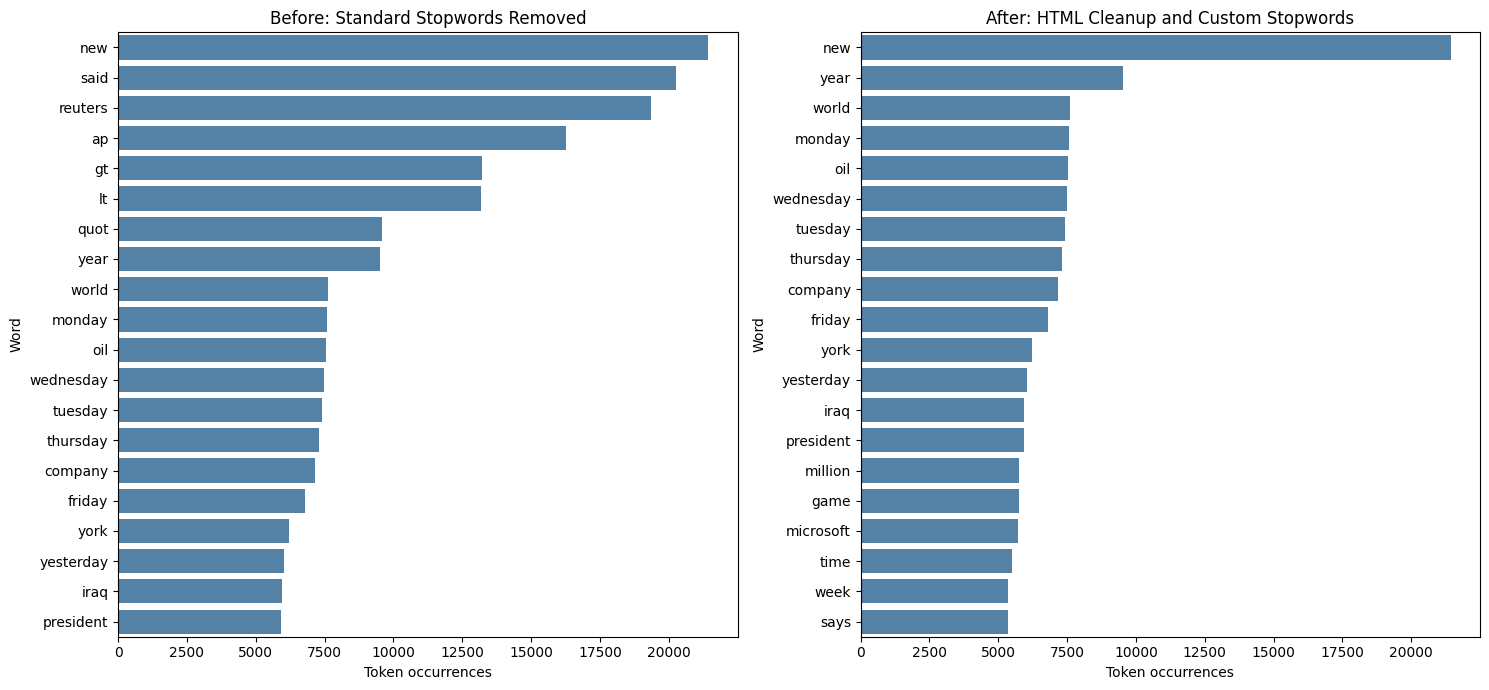 Before: Standard Stopwords Removed
new
said
reuters
ap
gt
lt
quot
year
world
monday
oil
wednesday
tuesday
thursday
company
friday
york
yesterday
iraq
president
Word
0 2500 5000 7500 10000 12500 15000 17500 20000
Token occurrences
After: HTML Cleanup and Custom Stopwords
new
year
world
monday
oil
wednesday
tuesday
thursday
company
friday
york
yesterday
iraq
president
million
game
microsoft
time
week
says
Word
0 2500 5000 7500 10000 12500 15000 17500 20000
Token occurrences